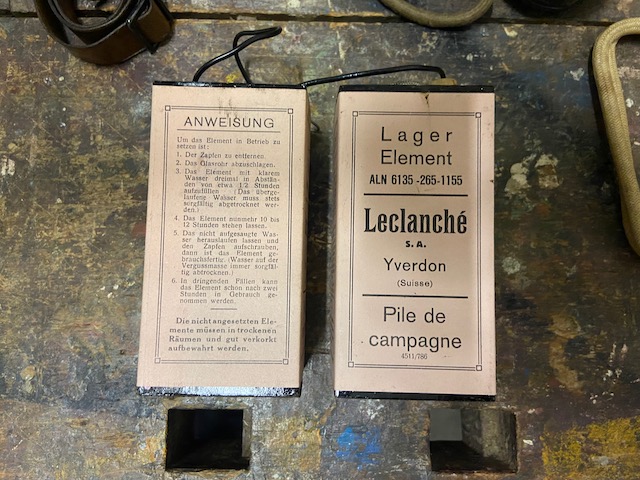 ANWEISUNG
Um das Element in Betrieb zu
setzen ist:
1. Der Zapfen zu entfernen.
2. Das Glasrohr abzuschlagen.
3. Das Element mit klarem
Wasser dreimal in Abstän-
den von etwa 1/2 Stunden
aufzufüllen (Das überge-
laufene Wasser muss stets
sorgfältig abgetrocknet wer-
den.)
4. Das Element nunmehr 10 bis
12 Stunden stehen lassen.
5. Das nicht aufgesaugte Was-
ser herauslaufen lassen und
den Zapfen aufschrauben,
dann ist das Element ge-
brauchsfertig. (Wasser auf der
Vergussmasse immer sorgfäl-
tig abtrocknen.)
6. In dringenden Fällen kann
das Element schon nach zwei
Stunden in Gebrauch ge-
nommen werden.
Die nicht angesetzten Ele-
mente müssen in trockenen
Räumen und gut verkorkt
aufbewahrt werden.
Lager
Element
ALN 6135-265-1155
Leclanché
S.A.
Yverdon
(Suisse)
Pile de
campagne
4511/786